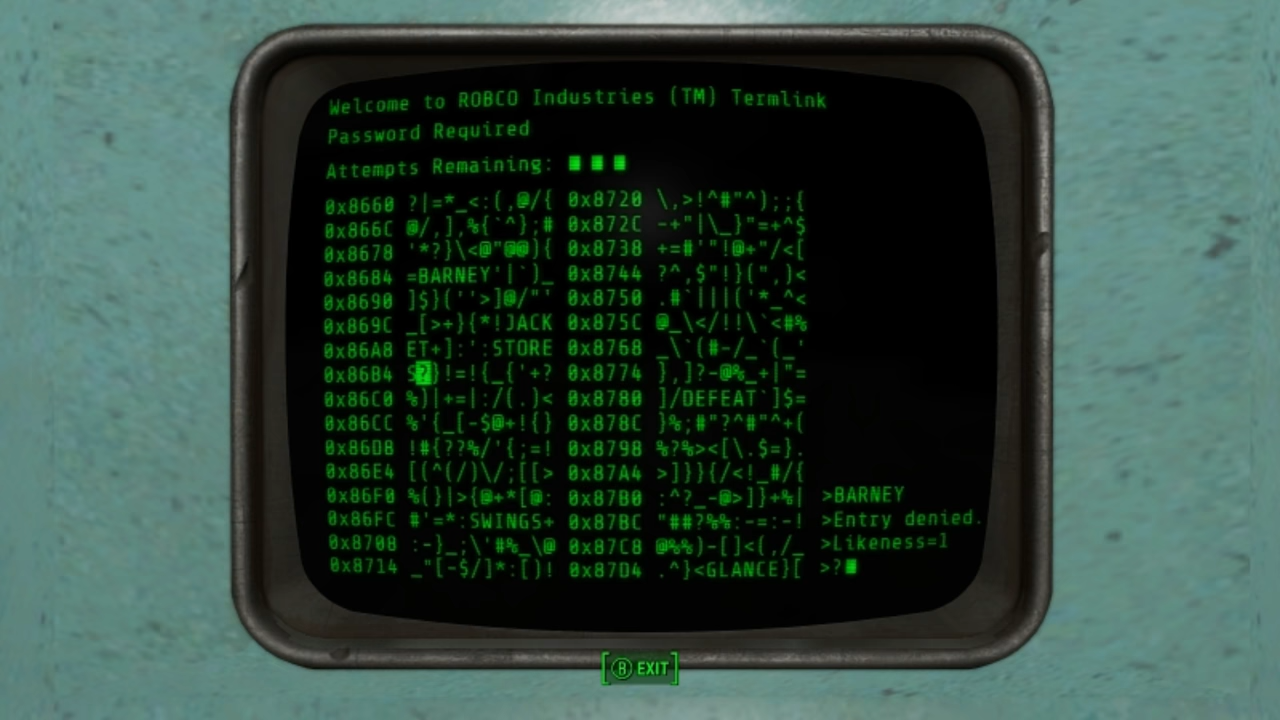 Welcome to ROBCO Industries (TM) Termlink
Password Required
Attempts Remaining: ■ ■ ■
0x8660 ?|=*_<:(,@/{ 0x8720 \,>!^#"^);;{
0x866C @/,],%{`^};# 0x872C -+"|\_}"=+^$
0x8678 '*?}\<@"@@){ 0x8738 +=#'"!@+"/<[
0x8684 =BARNEY'|`)_ 0x8744 ?^,$"!}(",)<
0x8690 ]$}(''>]@/"' 0x8750 .#`|||('*_^<
0x869C _[>+}{*!JACK 0x875C @_\</!!\`<#%
0x86A8 ET+]:':STORE 0x8768 _\`(#-/_`(_'
0x86B4 S?}!=!{_{'+? 0x8774 },]?-@%_+|"=
0x86C0 %)|+=|:/(.)< 0x8780 ]/DEFEAT`]$=
0x86CC %'{_[-$@+!{} 0x878C }%;#"?^#"^+(
0x86D8 !#{??%/'{;=! 0x8798 %?%><[\.$=}.
0x86E4 [(^(/)\/;[[> 0x87A4 >]}}{/<!_#/{
0x86F0 %(}|>{@+*[@: 0x87B0 :^?_-@>]}+%| >BARNEY
0x86FC #'=*:SWINGS+ 0x87BC "##?%%:-=:-! >Entry denied.
0x8708 :-}_;\'#%_\@ 0x87C8 @%%)-[]<(,/_ >Likeness=1
0x8714 _"[-$/]*:[)! 0x87D4 .^}<GLANCE}[ >?■
B EXIT